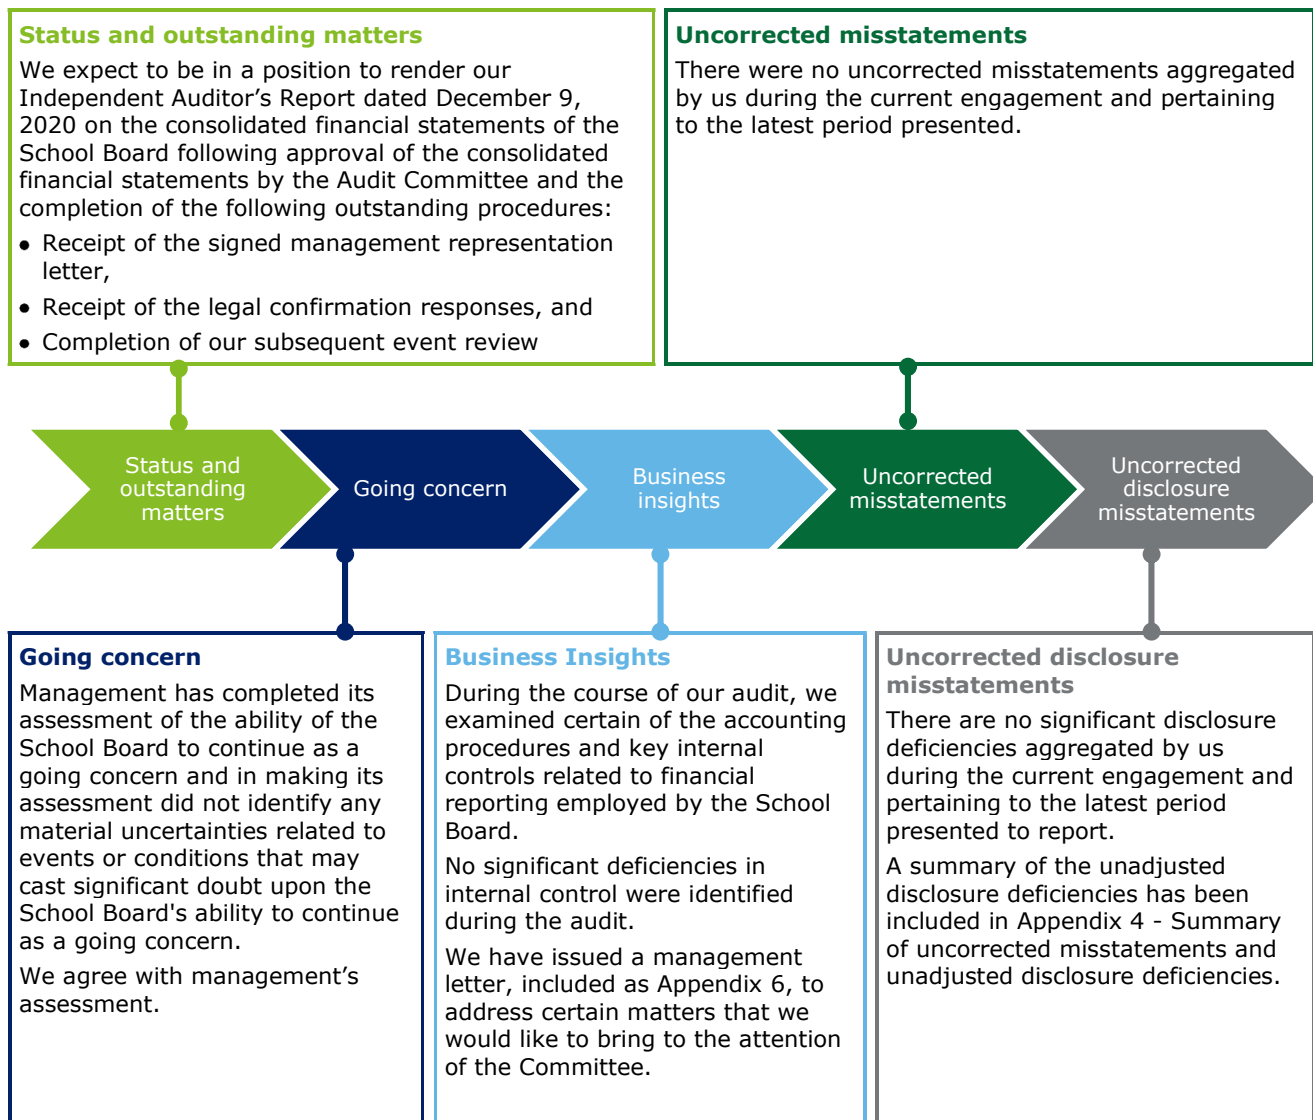 Status and outstanding matters
We expect to be in a position to render our
Independent Auditor’s Report dated December 9,
2020 on the consolidated financial statements of the
School Board following approval of the consolidated
financial statements by the Audit Committee and the
completion of the following outstanding procedures:
• Receipt of the signed management representation
letter,
• Receipt of the legal confirmation responses, and
• Completion of our subsequent event review
Uncorrected misstatements
There were no uncorrected misstatements aggregated
by us during the current engagement and pertaining
to the latest period presented.
Status and
outstanding
matters
Going concern
Business
insights
Uncorrected
misstatements
Uncorrected
disclosure
misstatements
Going concern
Management has completed its
assessment of the ability of the
School Board to continue as a
going concern and in making its
assessment did not identify any
material uncertainties related to
events or conditions that may
cast significant doubt upon the
School Board's ability to continue
as a going concern.
We agree with management’s
assessment.
Business Insights
During the course of our audit, we
examined certain of the accounting
procedures and key internal
controls related to financial
reporting employed by the School
Board.
No significant deficiencies in
internal control were identified
during the audit.
We have issued a management
letter, included as Appendix 6, to
address certain matters that we
would like to bring to the attention
of the Committee.
Uncorrected disclosure
misstatements
There are no significant disclosure
deficiencies aggregated by us
during the current engagement and
pertaining to the latest period
presented to report.
A summary of the unadjusted
disclosure deficiencies has been
included in Appendix 4 - Summary
of uncorrected misstatements and
unadjusted disclosure deficiencies.